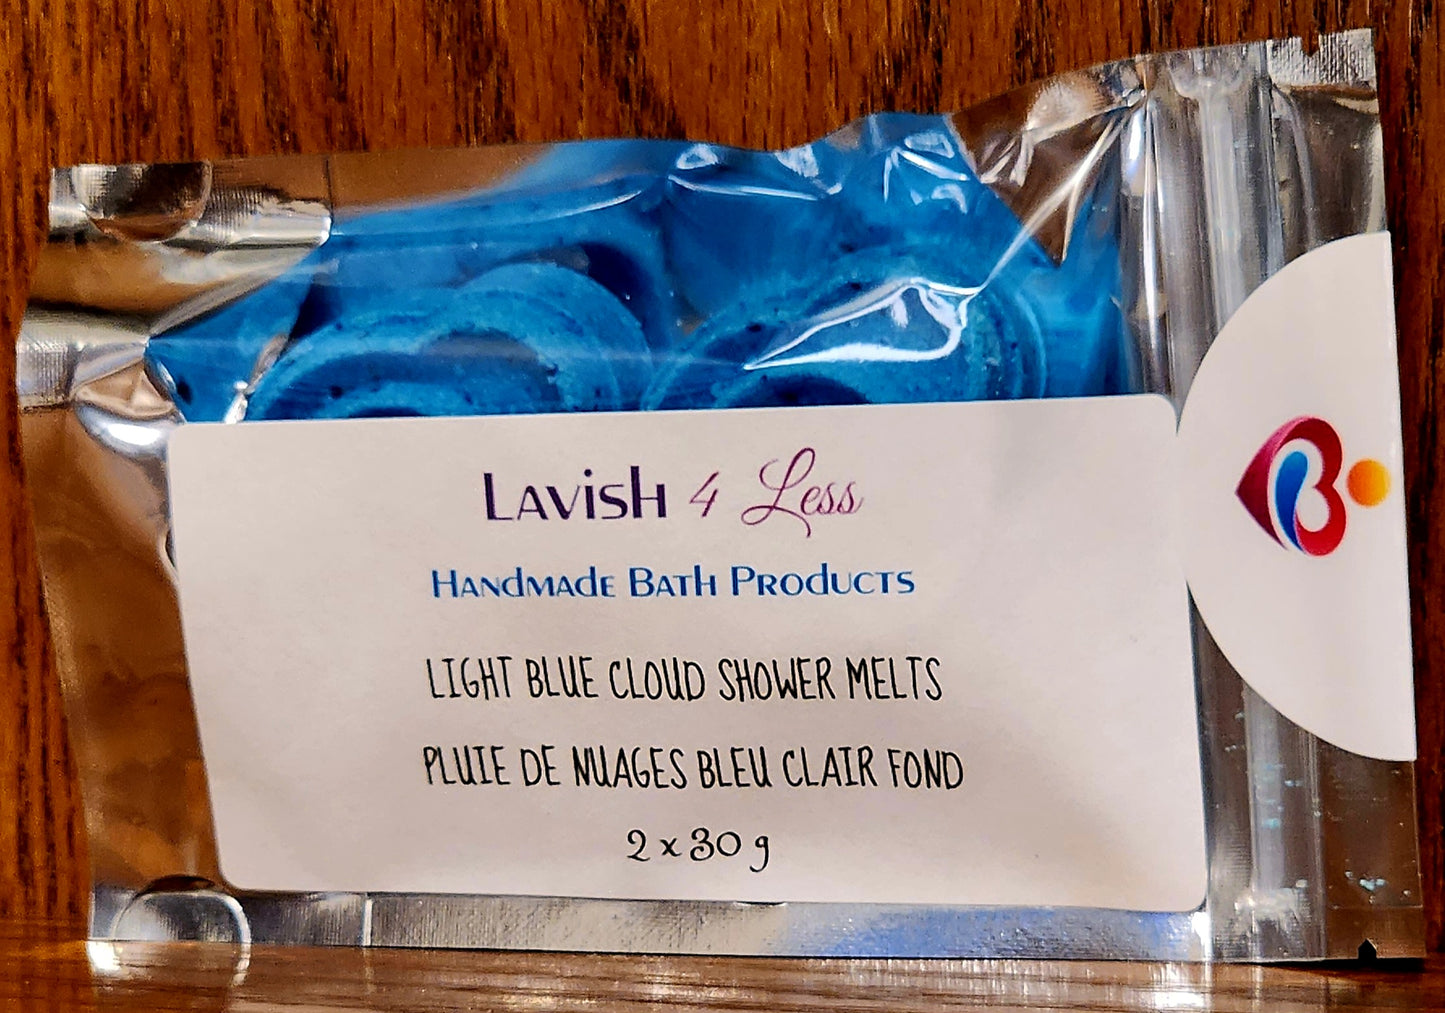 Lavish 4 Less
Handmade Bath Products
LIGHT BLUE CLOUD SHOWER MELTS
PLUIE DE NUAGES BLEU CLAIR FOND
2 x 30 g